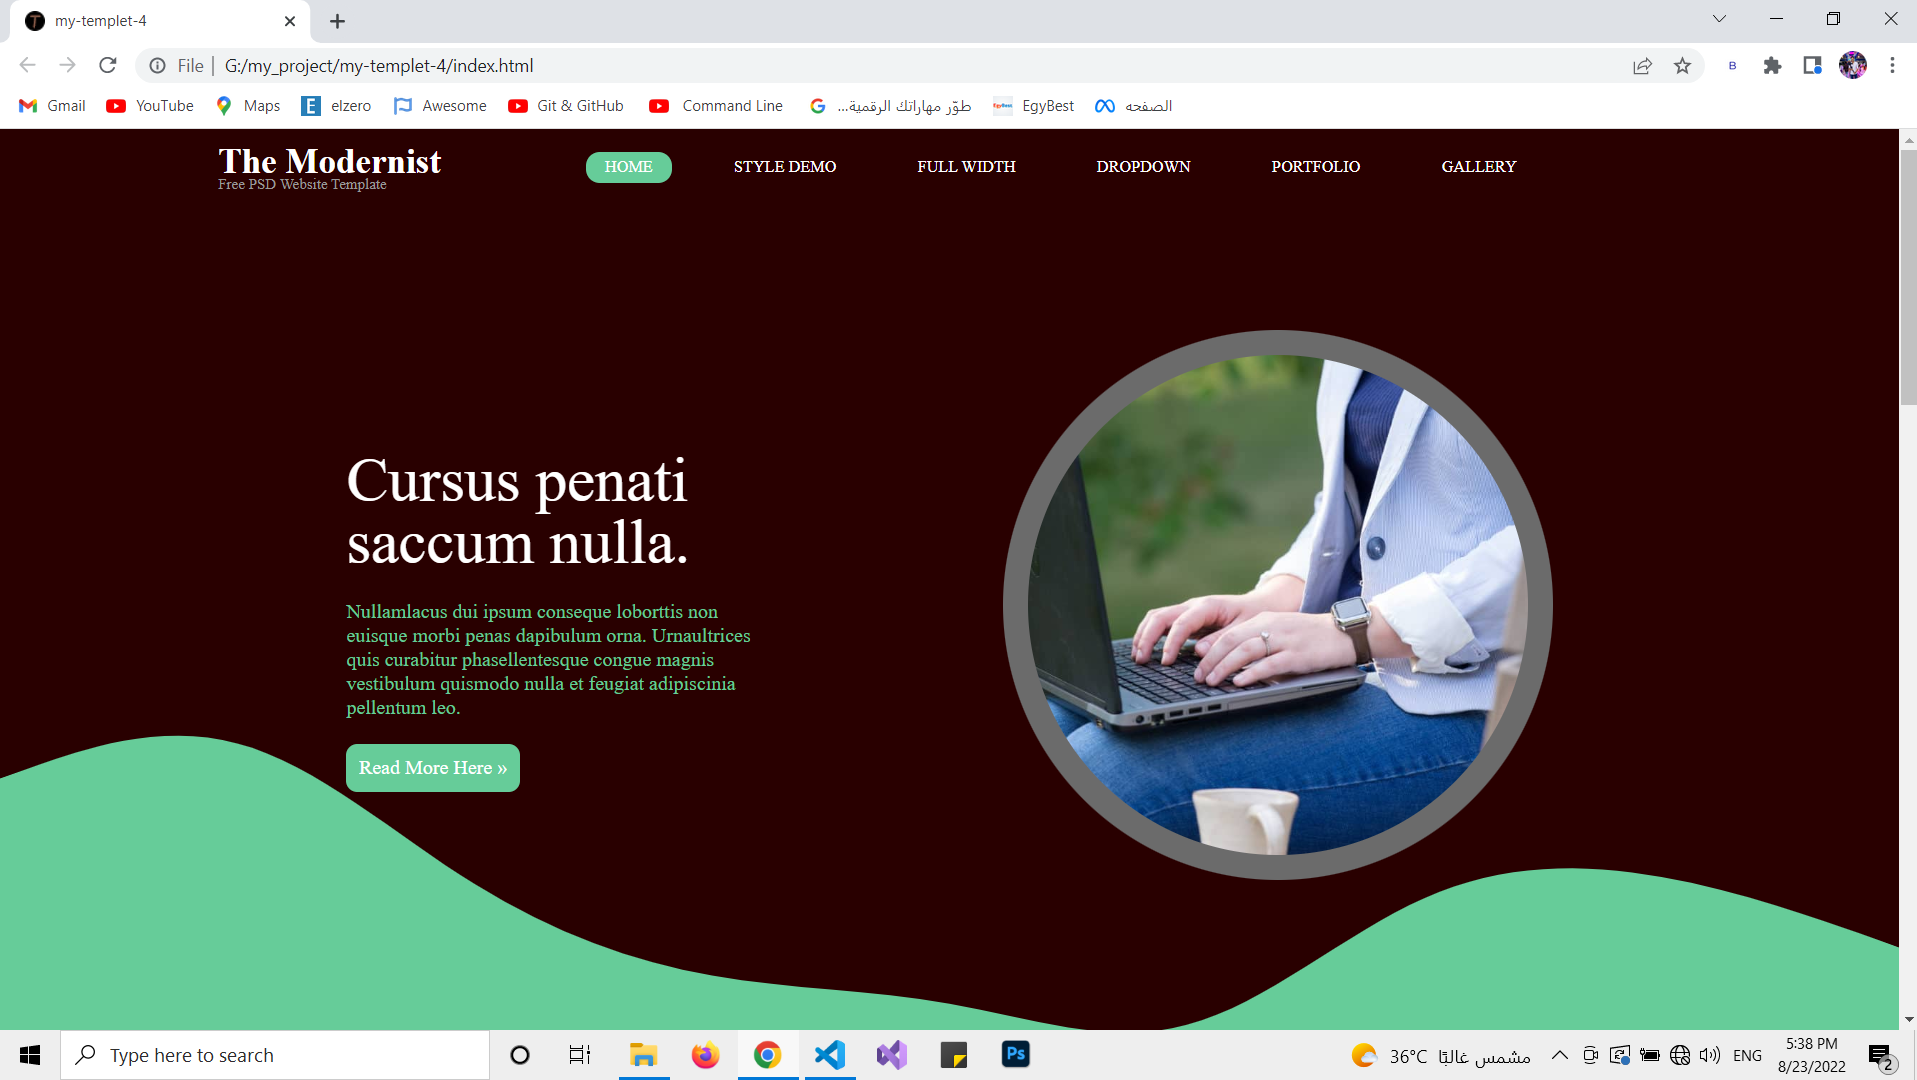 my-templet-4
File
G:/my_project/my-templet-4/index.html
B
Gmail
YouTube
Maps
E
elzero
Awesome
Git & GitHub
Command Line
طوّر مهاراتك الرقمية...
EgyBest
EgyBest
الصفحه
The Modernist
Free PSD Website Template
HOME
STYLE DEMO
FULL WIDTH
DROPDOWN
PORTFOLIO
GALLERY
Cursus penati
saccum nulla.
Nullamlacus dui ipsum conseque loborttis non
euisque morbi penas dapibulum orna. Urnaultrices
quis curabitur phasellentesque congue magnis
vestibulum quismodo nulla et feugiat adipiscinia
pellentum leo.
Read More Here »
Type here to search
Ps
36°C مشمس غالبًا
ENG
5:38 PM
8/23/2022
2